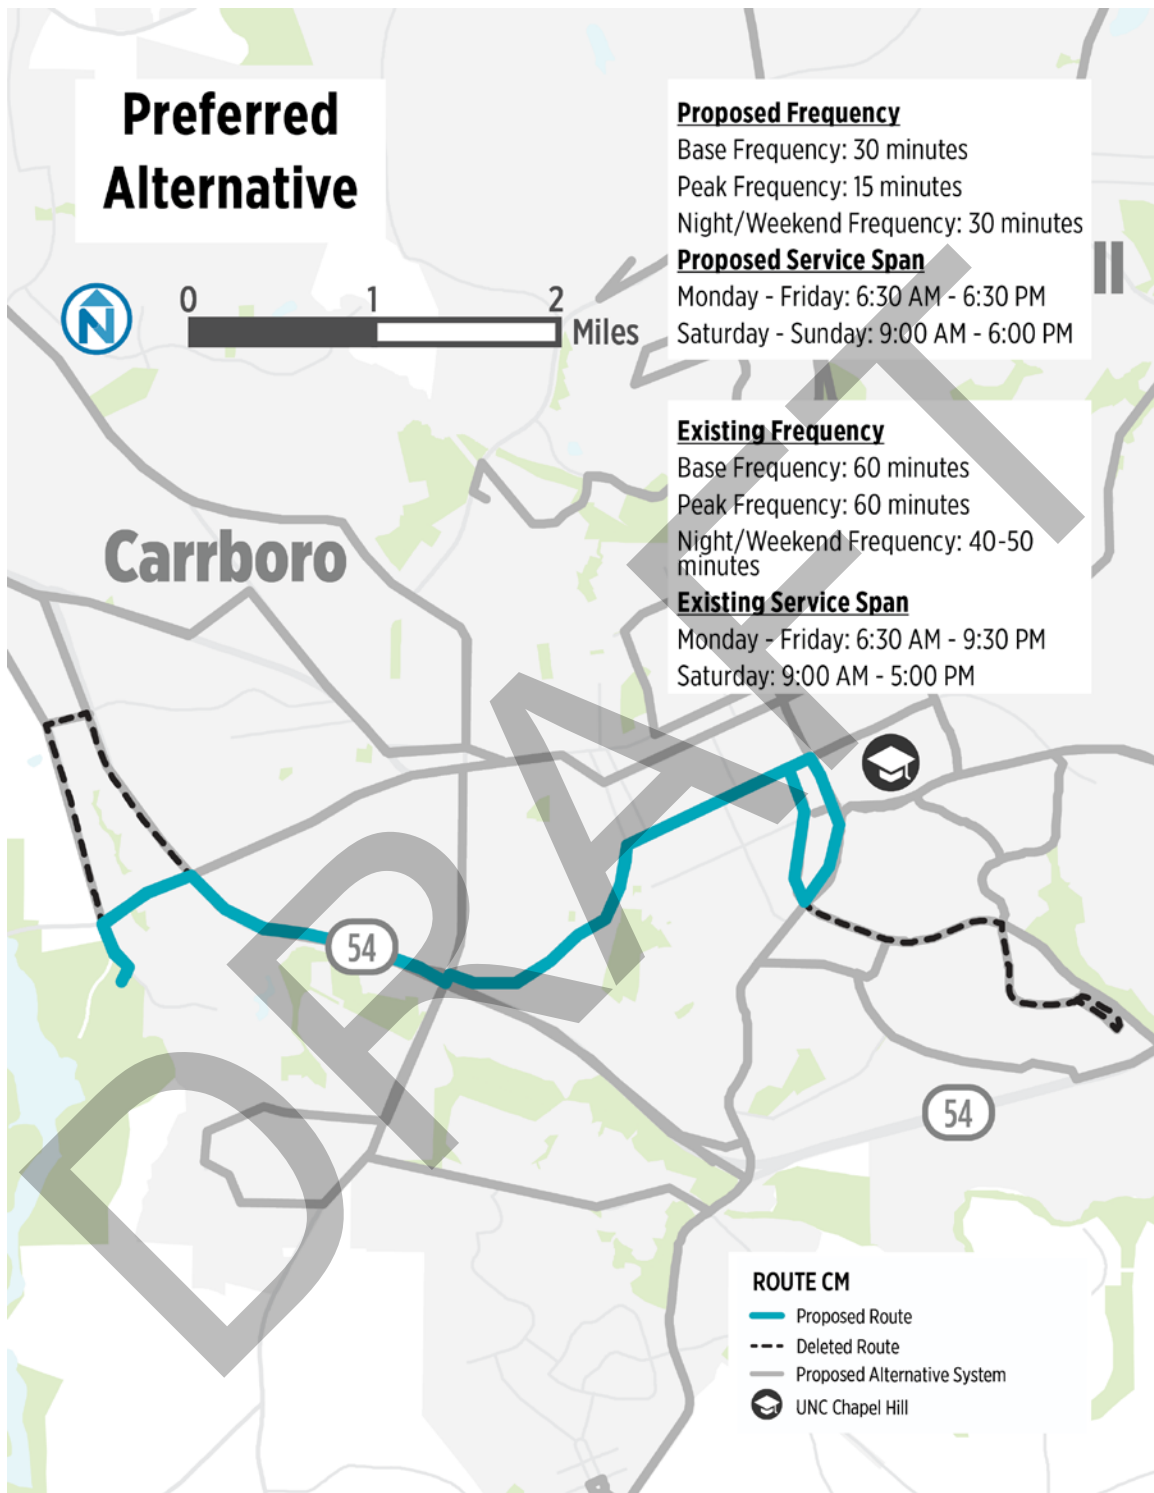 Preferred
Alternative
Proposed Frequency
Base Frequency: 30 minutes
Peak Frequency: 15 minutes
Night/Weekend Frequency: 30 minutes
Proposed Service Span
Monday - Friday: 6:30 AM - 6:30 PM
Saturday - Sunday: 9:00 AM - 6:00 PM
N
0 1 2
Miles
ll
Existing Frequency
Base Frequency: 60 minutes
Peak Frequency: 60 minutes
Night/Weekend Frequency: 40-50
minutes
Existing Service Span
Monday - Friday: 6:30 AM - 9:30 PM
Saturday: 9:00 AM - 5:00 PM
Carrboro
54
54
DRAFT
ROUTE CM
Proposed Route
Deleted Route
Proposed Alternative System
UNC Chapel Hill